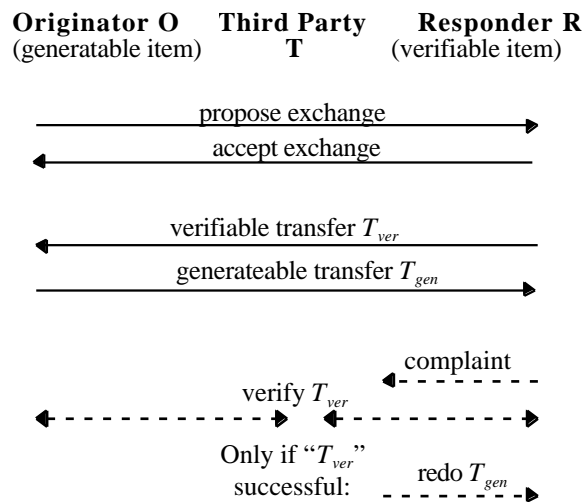 Originator O Third Party Responder R
(generatable item) T (verifiable item)
propose exchange
accept exchange
verifiable transfer T_ver
generateable transfer T_gen
complaint
verify T_ver
Only if “T_ver”
successful: redo T_gen